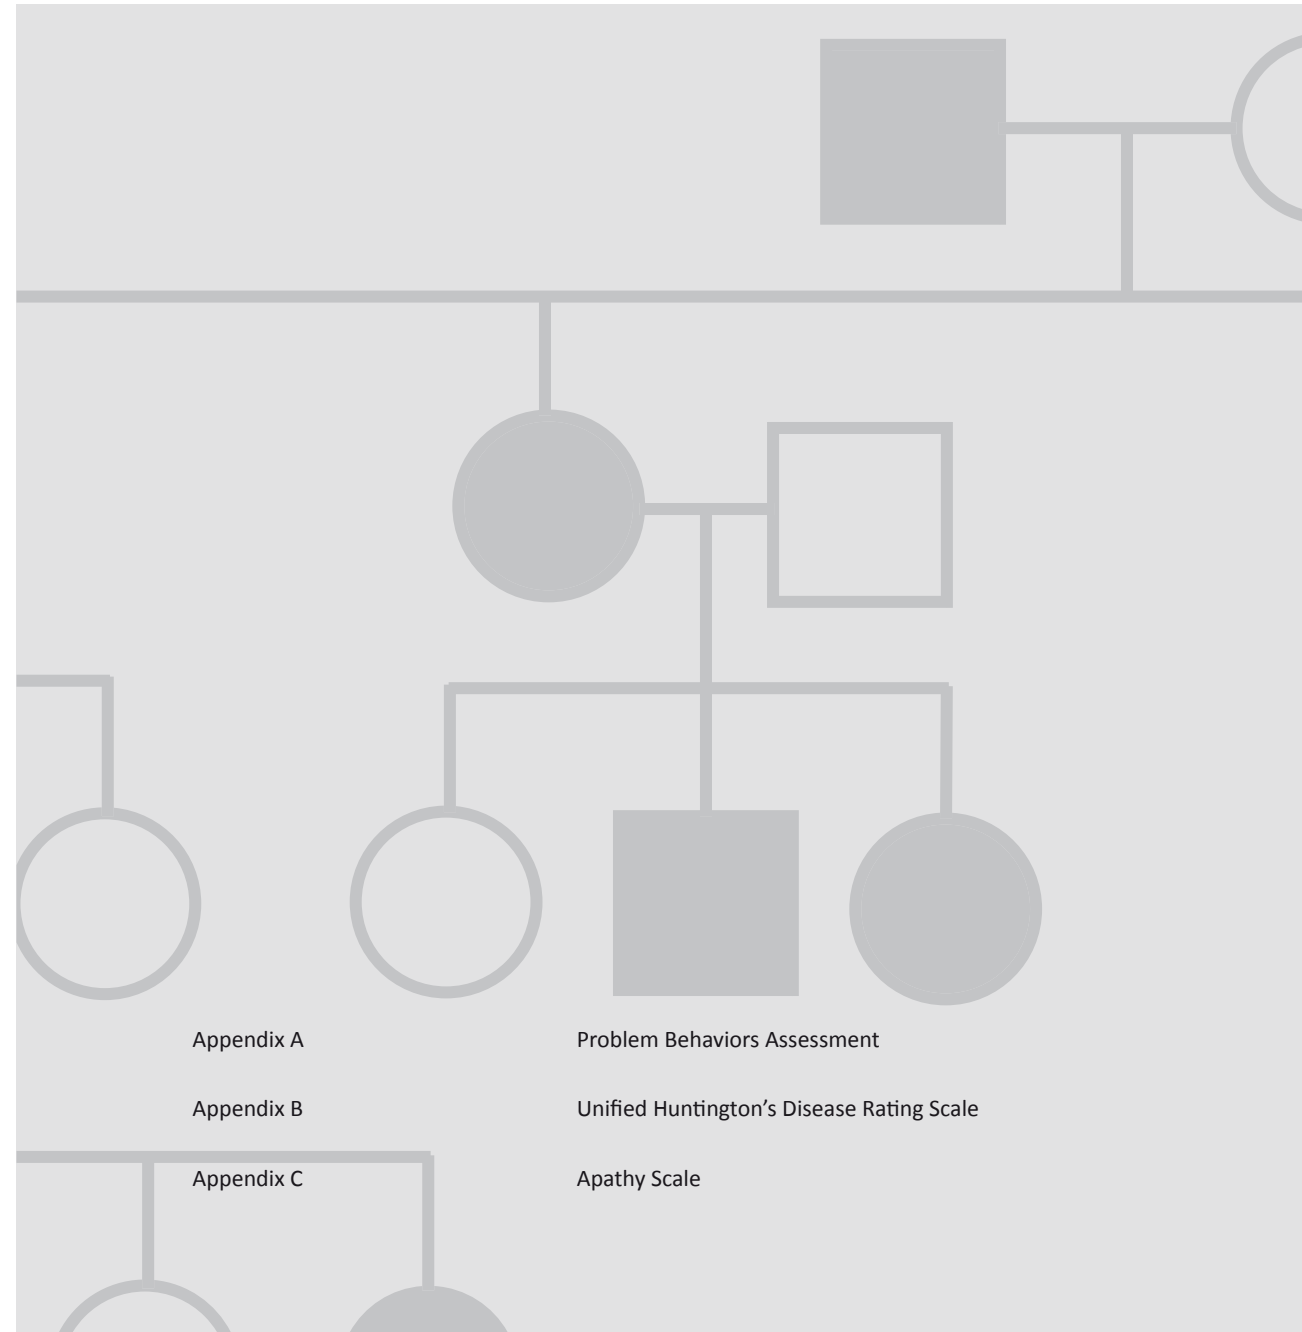 Appendix A Problem Behaviors Assessment
Appendix B Unified Huntington’s Disease Rating Scale
Appendix C Apathy Scale